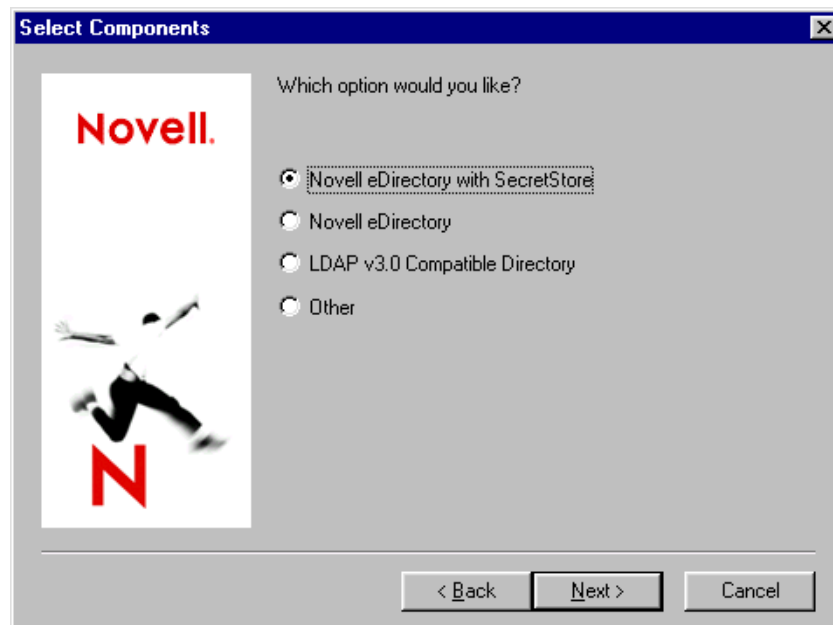 Select Components
Novell.
Which option would you like?
Novell eDirectory with SecretStore
Novell eDirectory
LDAP v3.0 Compatible Directory
Other
N
< Back
Next >
Cancel